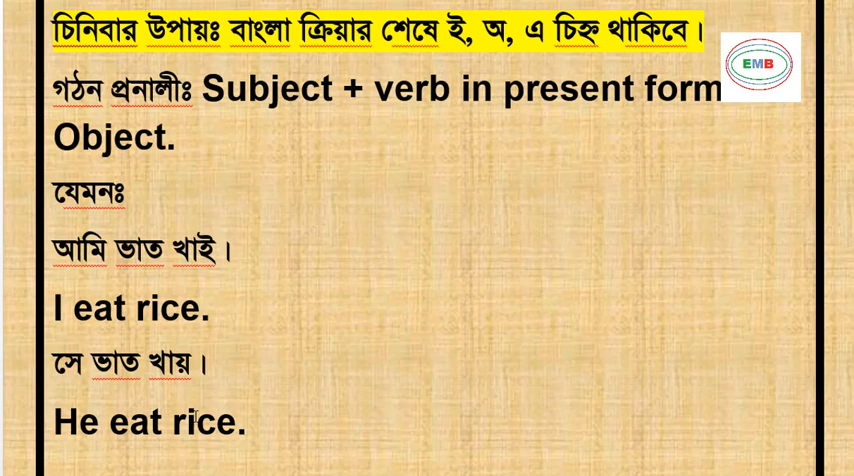 চিনিবার উপায়ঃ বাংলা ক্রিয়ার শেষে ই, অ, এ চিহ্ন থাকিবে।
EMB
গঠন প্রনালীঃ Subject + verb in present form
Object.
যেমনঃ
আমি ভাত খাই।
I eat rice.
সে ভাত খায়।
He eat rice.